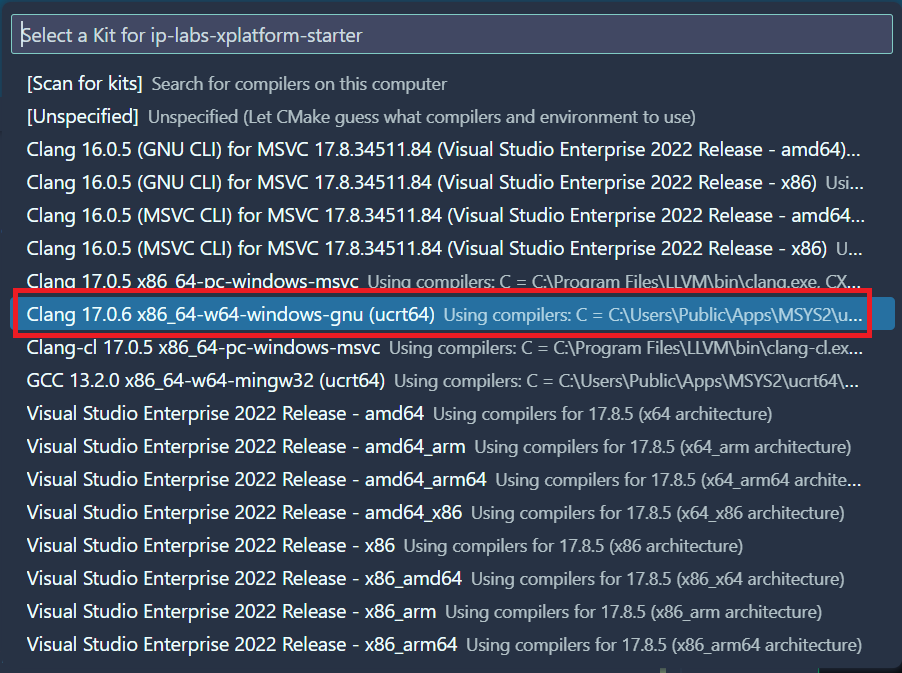 Select a Kit for ip-labs-xplatform-starter
[Scan for kits] Search for compilers on this computer
[Unspecified] Unspecified (Let CMake guess what compilers and environment to use)
Clang 16.0.5 (GNU CLI) for MSVC 17.8.34511.84 (Visual Studio Enterprise 2022 Release - amd64)...
Clang 16.0.5 (GNU CLI) for MSVC 17.8.34511.84 (Visual Studio Enterprise 2022 Release - x86) Usi...
Clang 16.0.5 (MSVC CLI) for MSVC 17.8.34511.84 (Visual Studio Enterprise 2022 Release - amd64...
Clang 16.0.5 (MSVC CLI) for MSVC 17.8.34511.84 (Visual Studio Enterprise 2022 Release - x86) U...
Clang 17.0.5 x86_64-pc-windows-msvc Using compilers: C = C:\Program Files\LLVM\bin\clang.exe, CX...
Clang 17.0.6 x86_64-w64-windows-gnu (ucrt64) Using compilers: C = C:\Users\Public\Apps\MSYS2\u...
Clang-cl 17.0.5 x86_64-pc-windows-msvc Using compilers: C = C:\Program Files\LLVM\bin\clang-cl.ex...
GCC 13.2.0 x86_64-w64-mingw32 (ucrt64) Using compilers: C = C:\Users\Public\Apps\MSYS2\ucrt64\...
Visual Studio Enterprise 2022 Release - amd64 Using compilers for 17.8.5 (x64 architecture)
Visual Studio Enterprise 2022 Release - amd64_arm Using compilers for 17.8.5 (x64_arm architecture)
Visual Studio Enterprise 2022 Release - amd64_arm64 Using compilers for 17.8.5 (x64_arm64 archite...
Visual Studio Enterprise 2022 Release - amd64_x86 Using compilers for 17.8.5 (x64_x86 architecture)
Visual Studio Enterprise 2022 Release - x86 Using compilers for 17.8.5 (x86 architecture)
Visual Studio Enterprise 2022 Release - x86_amd64 Using compilers for 17.8.5 (x86_x64 architecture)
Visual Studio Enterprise 2022 Release - x86_arm Using compilers for 17.8.5 (x86_arm architecture)
Visual Studio Enterprise 2022 Release - x86_arm64 Using compilers for 17.8.5 (x86_arm64 architecture)